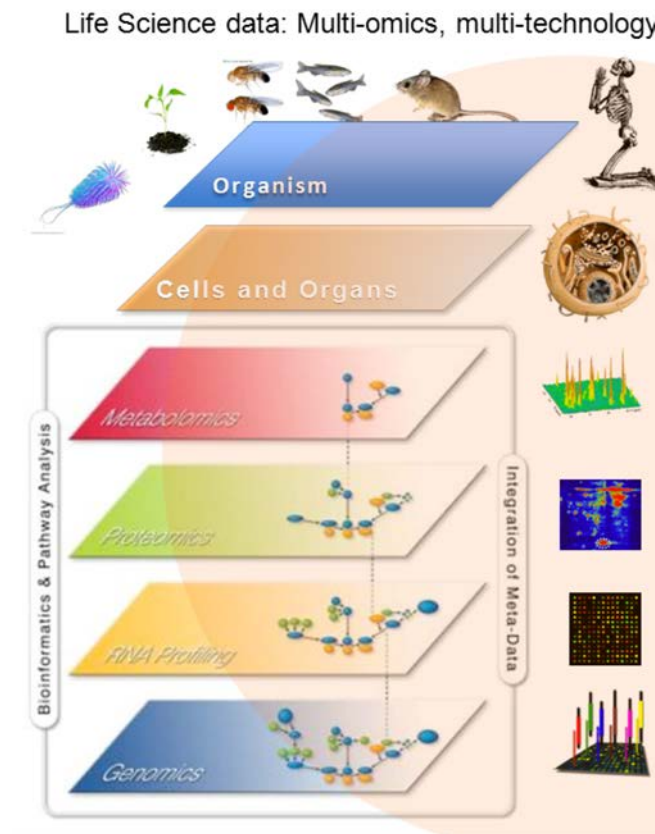 Life Science data: Multi-omics, multi-technology
Organism
Cells and Organs
Metabolomics
Proteomics
RNA Profiling
Genomics
Bioinformatics & Pathway Analysis
Integration of Meta-Data